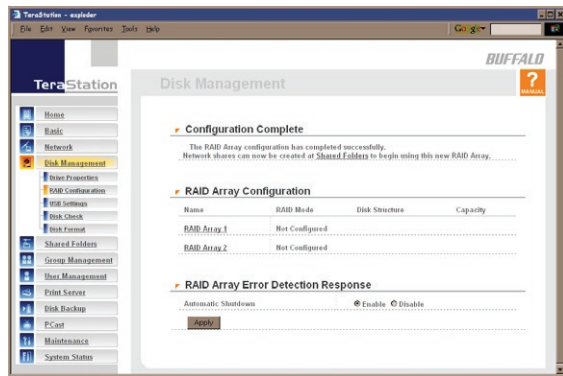 TeraStation - exploder
File Edit View Favorites Tools Help
Google
BUFFALO
TeraStation
Disk Management
?
MANUAL
Home
Basic
Network
Disk Management
Drive Properties
RAID Configuration
USB Settings
Disk Check
Disk Format
Shared Folders
Group Management
User Management
Print Server
Disk Backup
PCast
Maintenance
System Status
Configuration Complete
The RAID Array configuration has completed successfully.
Network shares can now be created at Shared Folders to begin using this new RAID Array.
RAID Array Configuration
Name RAID Mode Disk Structure Capacity
RAID Array 1 Not Configured
RAID Array 2 Not Configured
RAID Array Error Detection Response
Automatic Shutdown Enable Disable
Apply